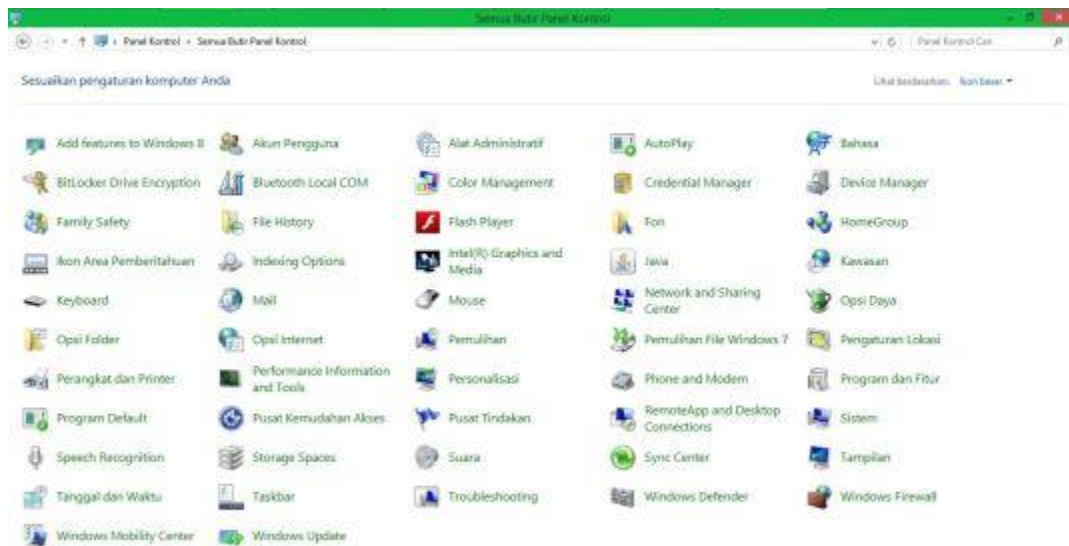 Semua Butir Panel Kontrol
Panel Kontrol Semua Butir Panel Kontrol
Panel Kontrol Cari
Sesuaikan pengaturan komputer Anda
Lihat berdasarkan: Ikon besar
Add features to Windows 8
Akun Pengguna
Alat Administratif
AutoPlay
Bahasa
BitLocker Drive Encryption
Bluetooth Local COM
Color Management
Credential Manager
Device Manager
Family Safety
File History
Flash Player
Fon
HomeGroup
Ikon Area Pemberitahuan
Indexing Options
Intel(R) Graphics and
Media
Java
Kawasan
Keyboard
Mail
Mouse
Network and Sharing
Center
Opsi Daya
Opsi Folder
Opsi Internet
Pemulihan
Pemulihan File Windows 7
Pengaturan Lokasi
Perangkat dan Printer
Performance Information
and Tools
Personalisasi
Phone and Modem
Program dan Fitur
Program Default
Pusat Kemudahan Akses
Pusat Tindakan
RemoteApp and Desktop
Connections
Sistem
Speech Recognition
Storage Spaces
Suara
Sync Center
Tampilan
Tanggal dan Waktu
Taskbar
Troubleshooting
Windows Defender
Windows Firewall
Windows Mobility Center
Windows Update